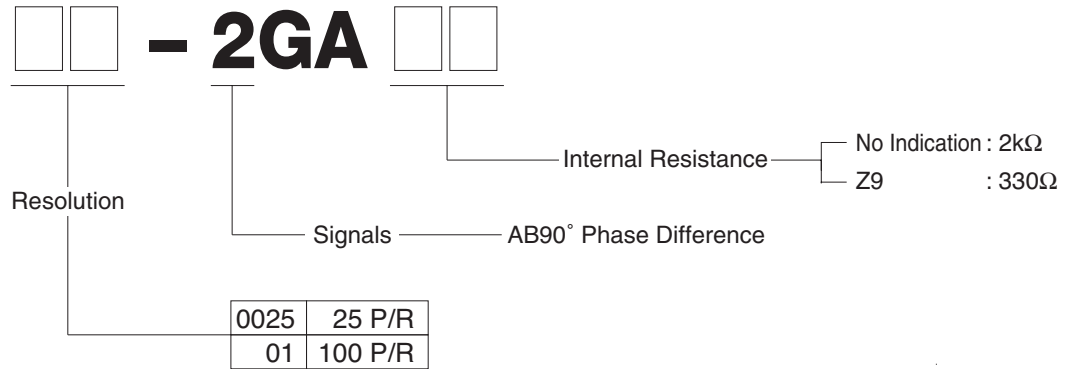 – 2GA
Internal Resistance
No Indication : 2kΩ
Z9 : 330Ω
Resolution
Signals
AB90° Phase Difference
0025 25 P/R
01 100 P/R